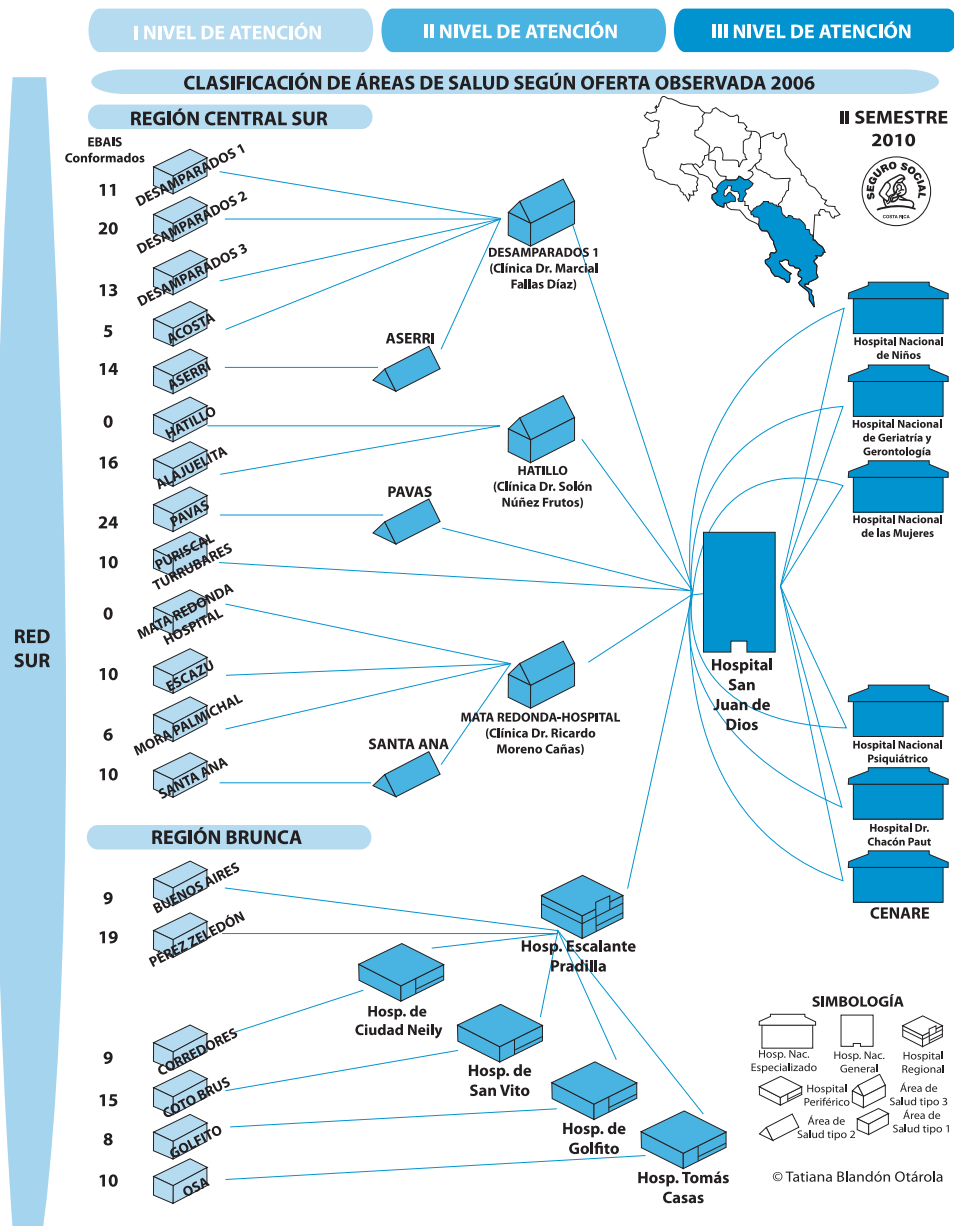 I NIVEL DE ATENCIÓN
II NIVEL DE ATENCIÓN
III NIVEL DE ATENCIÓN
CLASIFICACIÓN DE ÁREAS DE SALUD SEGÚN OFERTA OBSERVADA 2006
REGIÓN CENTRAL SUR
II SEMESTRE
2010
SEGURO SOCIAL
COSTA RICA
EBAIS
Conformados
11
DESAMPARADOS 1
20
DESAMPARADOS 2
13
DESAMPARADOS 3
5
ACOSTA
14
ASERRÍ
0
HATILLO
16
ALAJUELITA
24
PAVAS
10
PURISCAL
TURRUBARES
0
MATA REDONDA
HOSPITAL
10
ESCAZÚ
6
MORA PALMICHAL
10
SANTA ANA
DESAMPARADOS 1
(Clínica Dr. Marcial
Fallas Díaz)
ASERRI
HATILLO
(Clínica Dr. Solón
Núñez Frutos)
PAVAS
MATA REDONDA-HOSPITAL
(Clínica Dr. Ricardo
Moreno Cañas)
SANTA ANA
Hospital
San
Juan de
Dios
Hospital Nacional
de Niños
Hospital Nacional
de Geriatría y
Gerontología
Hospital Nacional
de las Mujeres
Hospital Nacional
Psiquiátrico
Hospital Dr.
Chacón Paut
CENARE
RED
SUR
REGIÓN BRUNCA
9
BUENOS AIRES
19
PÉREZ ZELEDÓN
9
CORREDORES
15
COTO BRUS
8
GOLFITO
10
OSA
Hosp. Escalante
Pradilla
Hosp. de
Ciudad Neily
Hosp. de
San Vito
Hosp. de
Golfito
Hosp. Tomás
Casas
SIMBOLOGÍA
Hosp. Nac.
Especializado
Hosp. Nac.
General
Hospital
Regional
Hospital
Periférico
Área de
Salud tipo 3
Área de
Salud tipo 2
Área de
Salud tipo 1
© Tatiana Blandón Otárola